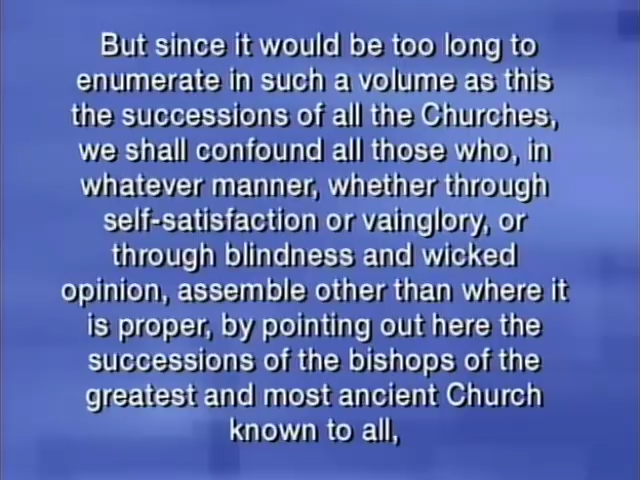 But since it would be too long to
enumerate in such a volume as this
the successions of all the Churches,
we shall confound all those who, in
whatever manner, whether through
self-satisfaction or vainglory, or
through blindness and wicked
opinion, assemble other than where it
is proper, by pointing out here the
successions of the bishops of the
greatest and most ancient Church
known to all,